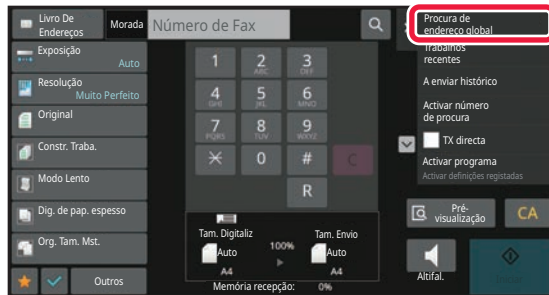 Livro De
Endereços
Morada
Número de Fax
Procura de
endereço global
Exposição
Auto
Resolução
Muito Perfeito
Original
Constr. Traba.
Modo Lento
Dig. de pap. espesso
Org. Tam. Mst.
Outros
1
2
ABC
3
DEF
4
GHI
5
JKL
6
MNO
7
PQRS
8
TUV
9
WXYZ
0
#
C
R
Tam. Digitaliz
Auto
A4
100%
Tam. Envio
Auto
A4
Memória recepção:
0%
Trabalhos
recentes
A enviar histórico
Activar número
de procura
TX directa
Activar programa
Activar definições registadas
Pré-
visualização
CA
Altifal.